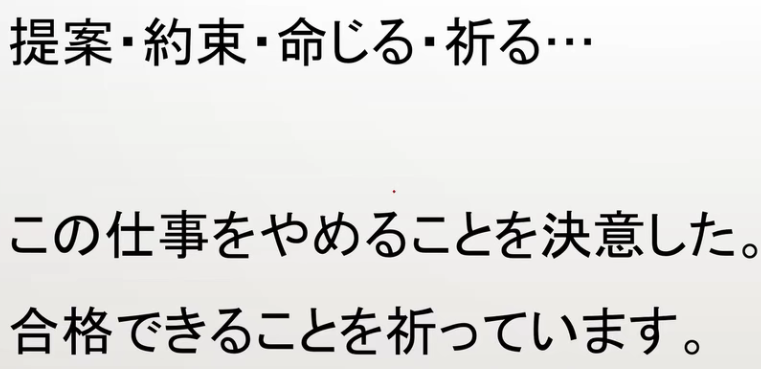 提案・約束・命じる・祈る…
この仕事をやめることを決意した。
合格できることを祈っています。